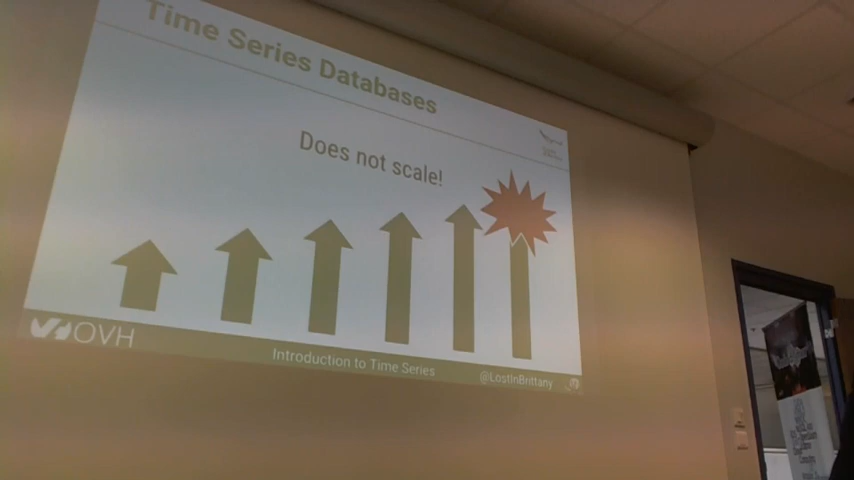 Time Series Databases
Does not scale!
OVH
Introduction to Time Series
@LostInBrittany